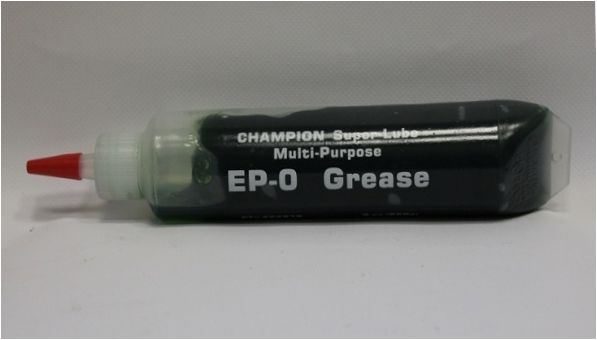 CHAMPION Super Lube
Multi-Purpose
EP-0 Grease